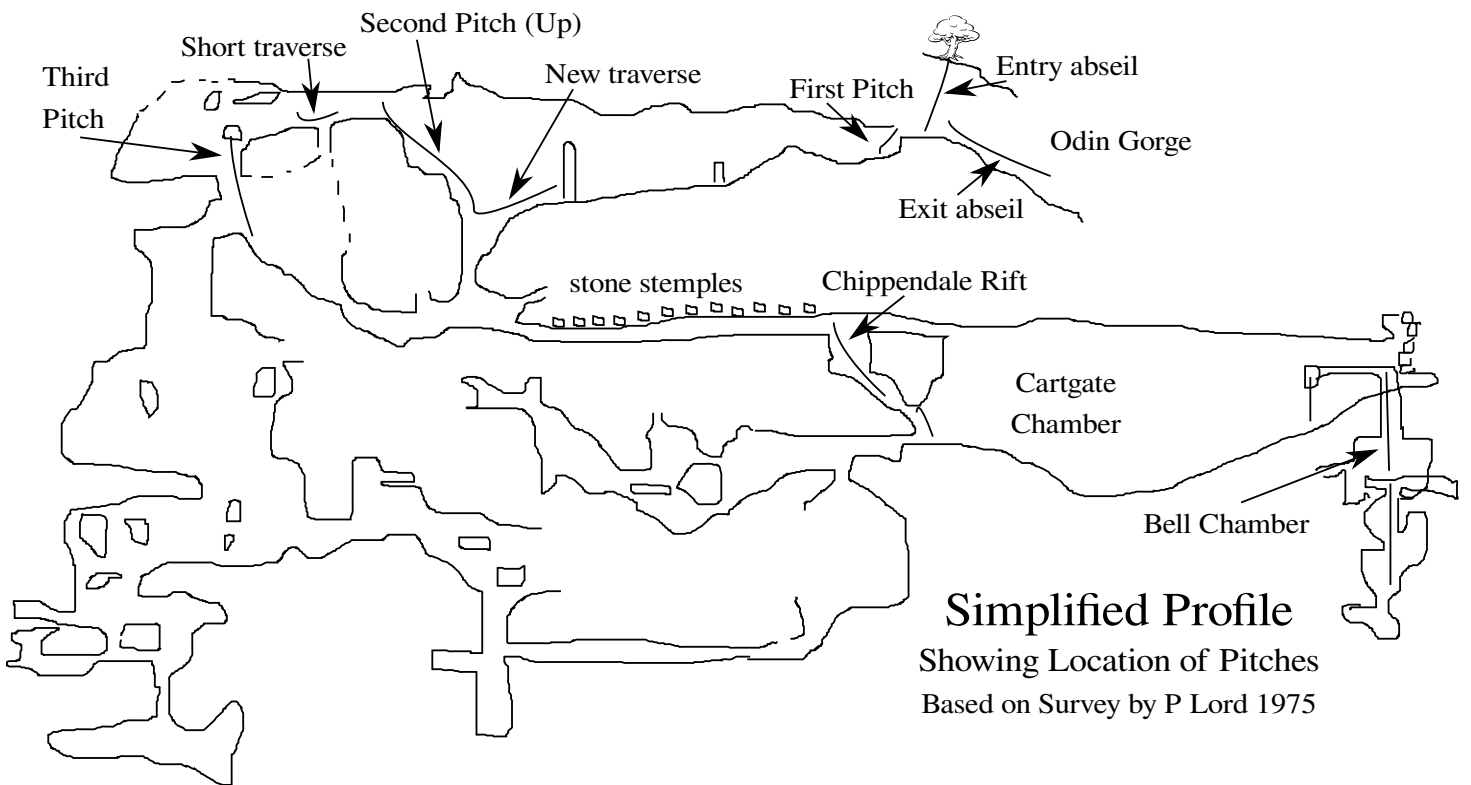 Second Pitch (Up)
Short traverse
Third
Pitch
New traverse
First Pitch
Entry abseil
Odin Gorge
Exit abseil
stone stemples
Chippendale Rift
Cartgate
Chamber
Bell Chamber
Simplified Profile
Showing Location of Pitches
Based on Survey by P Lord 1975